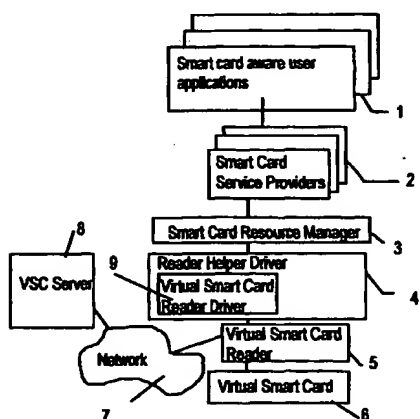 Smart card aware user
applications
1
Smart Card
Service Providers
2
8
Smart Card Resource Manager
3
VSC Server
9
Reader Helper Driver
Virtual Smart Card
Reader Driver
4
Network
Virtual Smart Card
Reader
5
Virtual Smart Card
7
6